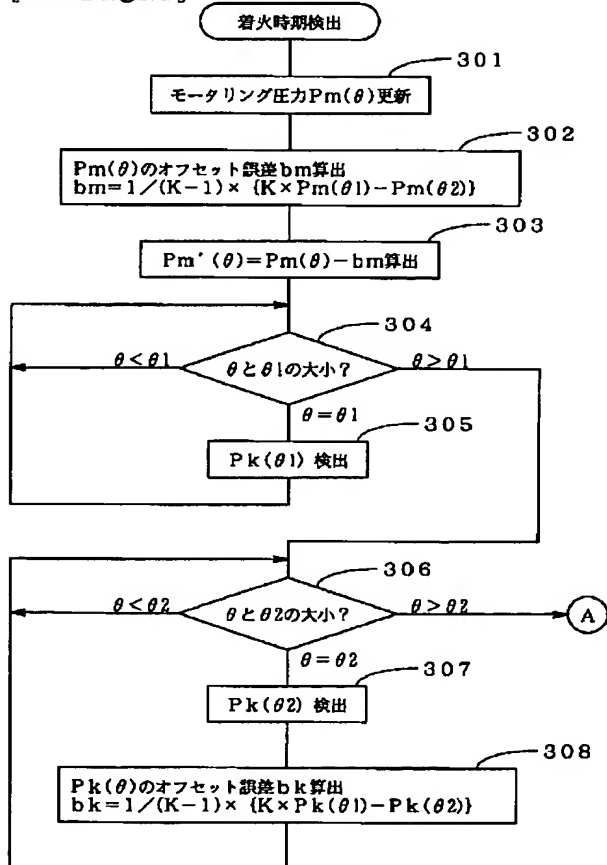 着火時期検出
301
モータリング圧力Pm(θ)更新
302
Pm(θ)のオフセット誤差bm算出
bm=1/(K−1)×{K×Pm(θ1)−Pm(θ2)}
303
Pm'(θ)=Pm(θ)−bm算出
304
θ<θ1
θとθ1の大小?
θ>θ1
θ=θ1
305
Pk(θ1)検出
306
θ<θ2
θとθ2の大小?
θ>θ2
A
θ=θ2
307
Pk(θ2)検出
308
Pk(θ)のオフセット誤差bk算出
bk=1/(K−1)×{K×Pk(θ1)−Pk(θ2)}